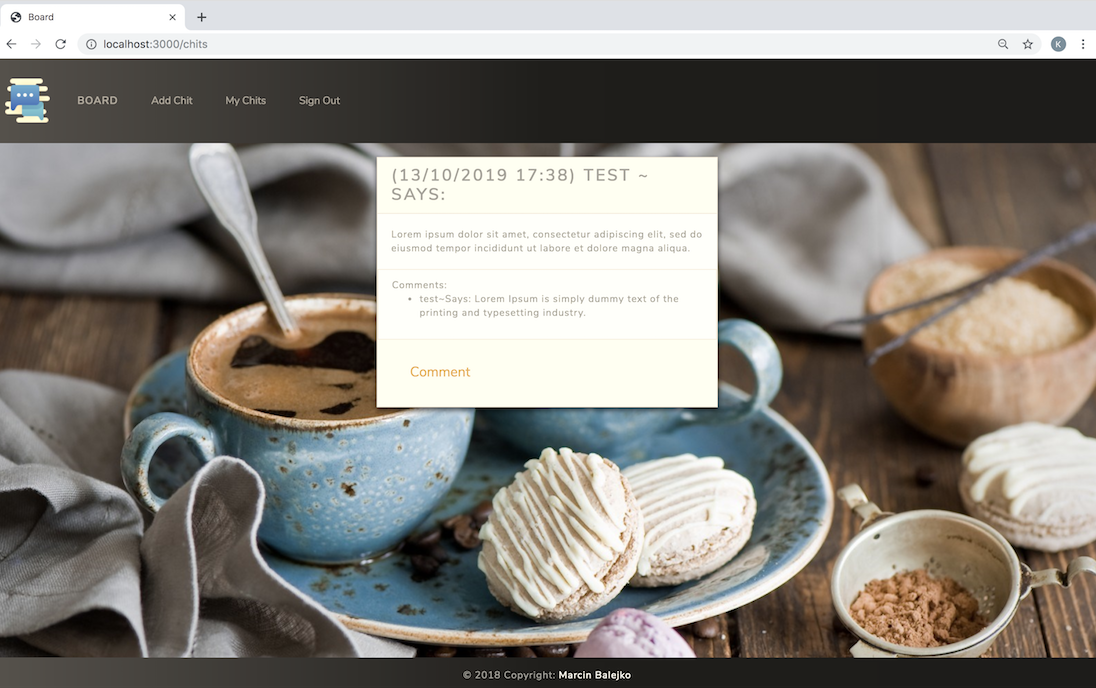 Board
localhost:3000/chits
K
BOARD Add Chit My Chits Sign Out
(13/10/2019 17:38) TEST ~
SAYS:
Lorem ipsum dolor sit amet, consectetur adipiscing elit, sed do
eiusmod tempor incididunt ut labore et dolore magna aliqua.
Comments:
• test~Says: Lorem Ipsum is simply dummy text of the
printing and typesetting industry.
Comment
© 2018 Copyright: Marcin Balejko